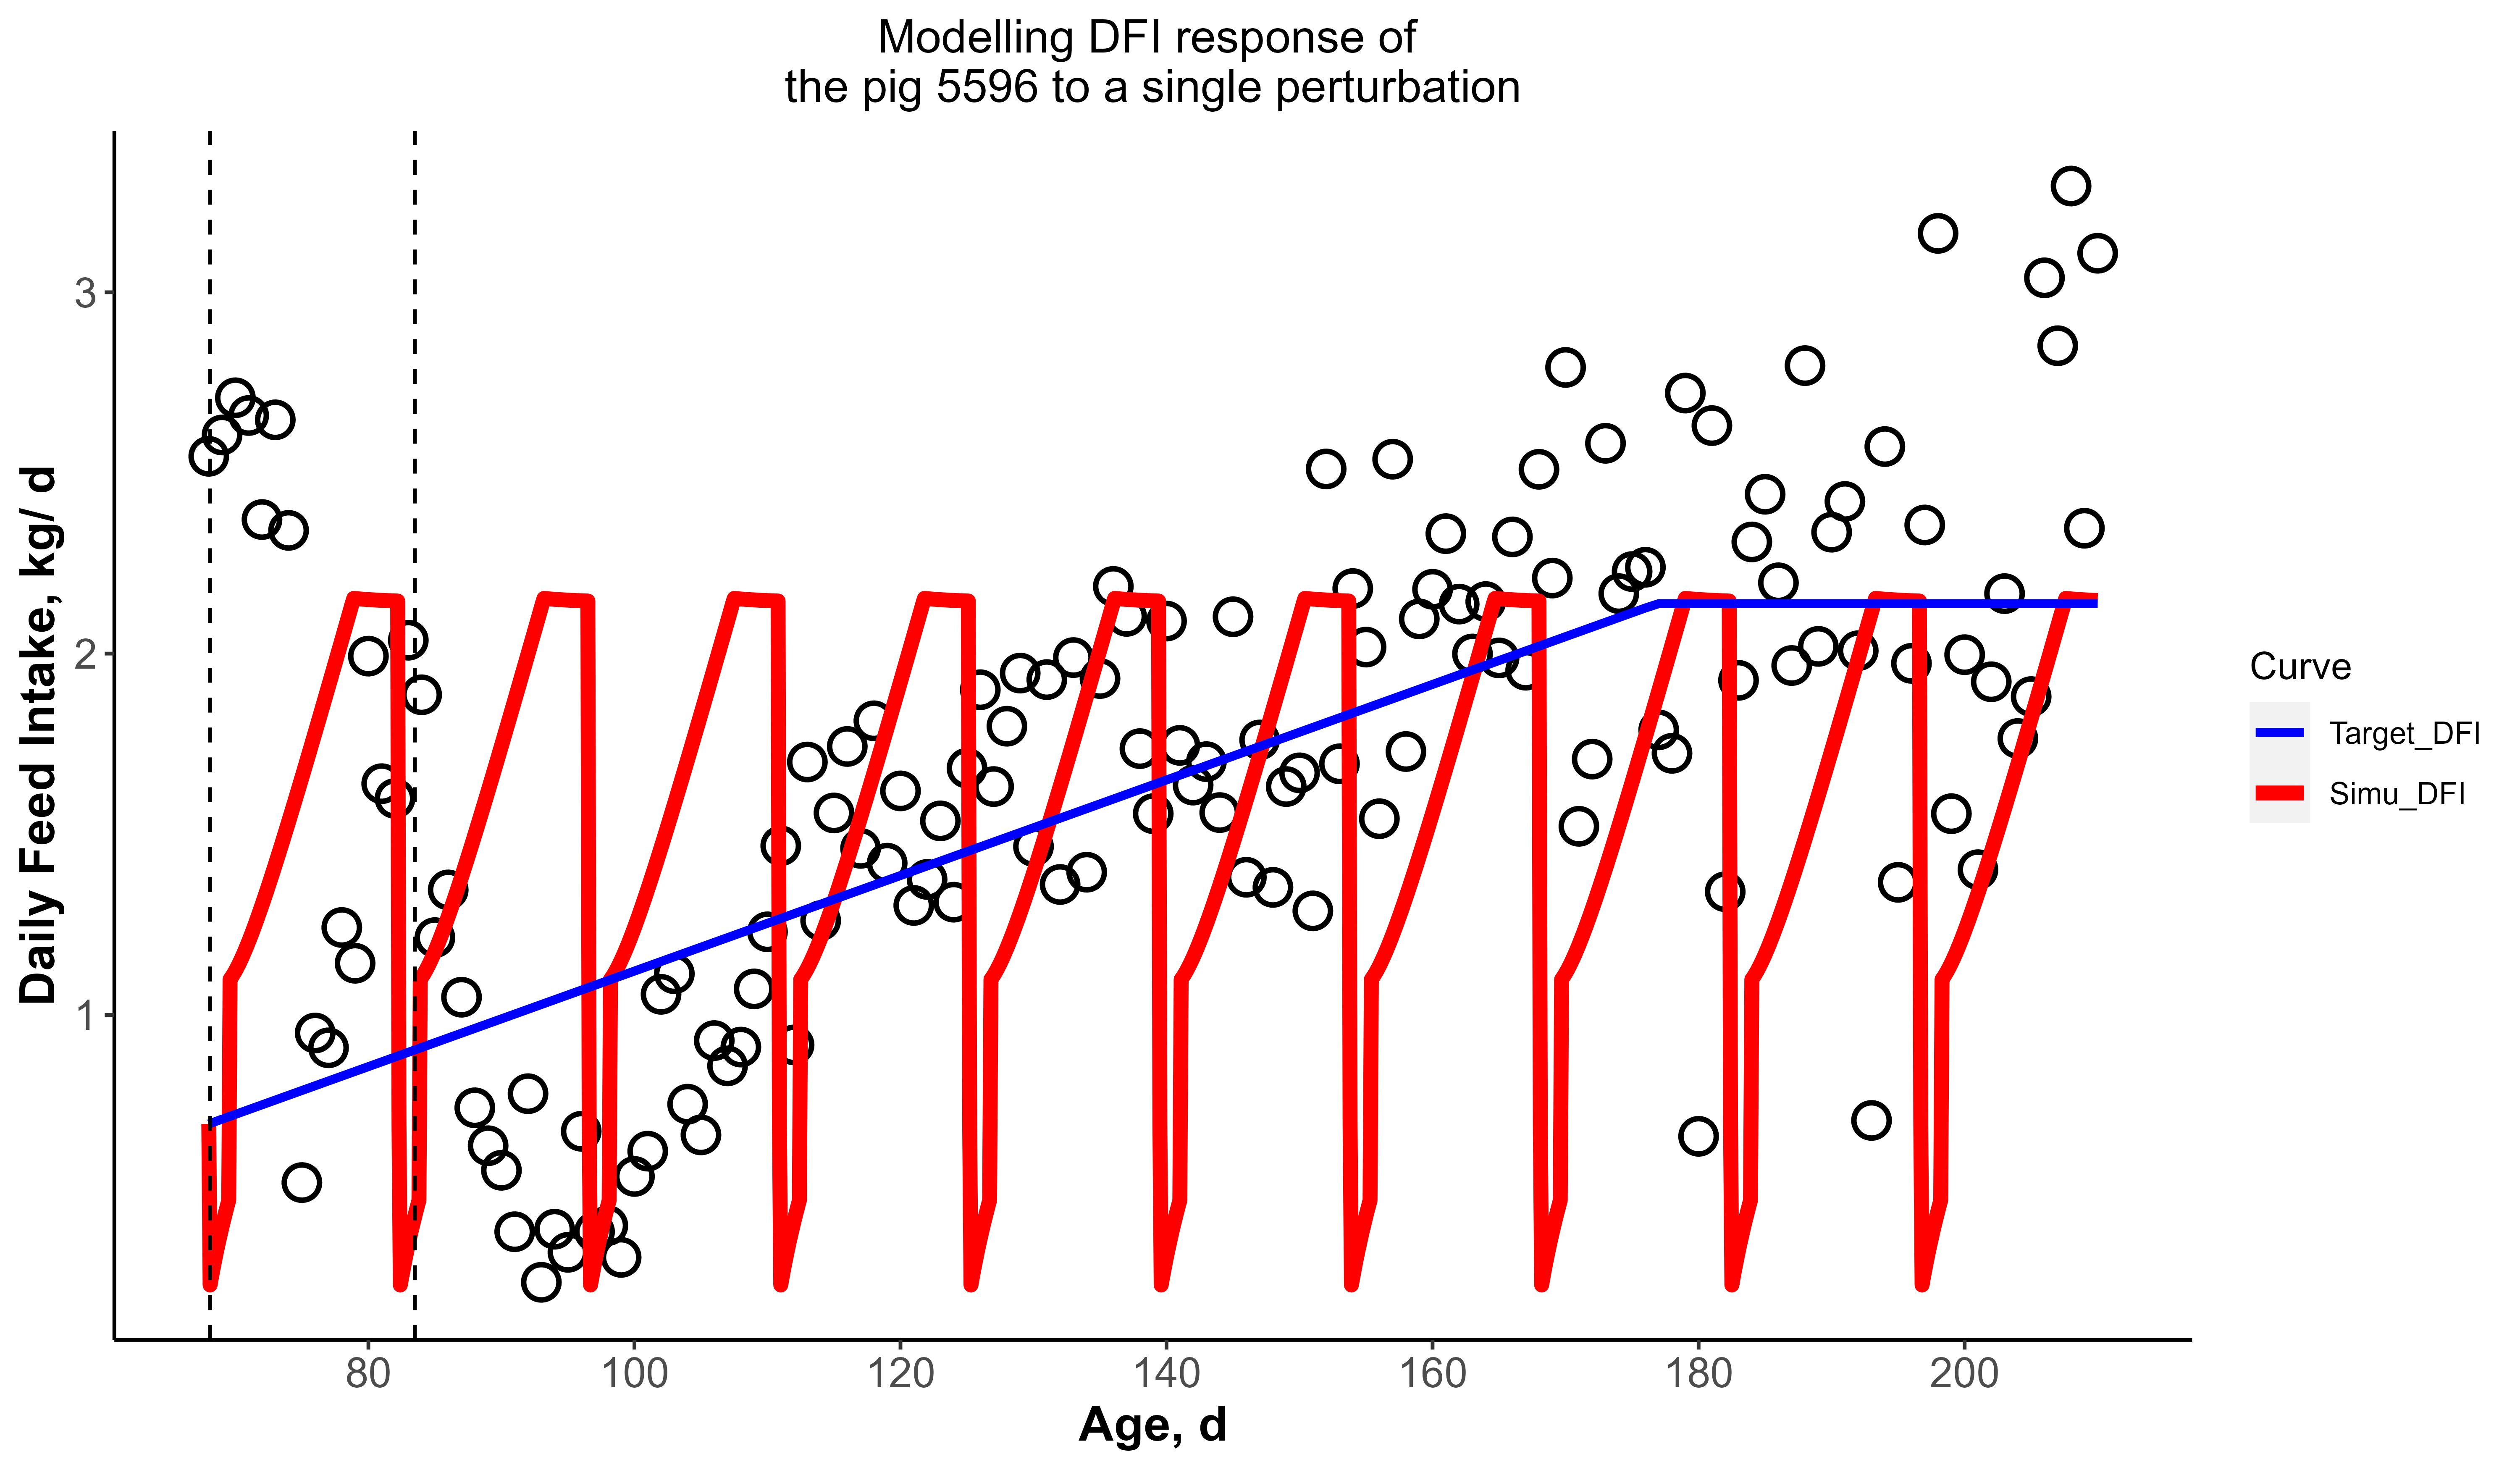 Modelling DFI response of
the pig 5596 to a single perturbation
Daily Feed Intake, kg/ d
3
2
1
80 100 120 140 160 180 200
Age, d
Curve
Target_DFI
Simu_DFI